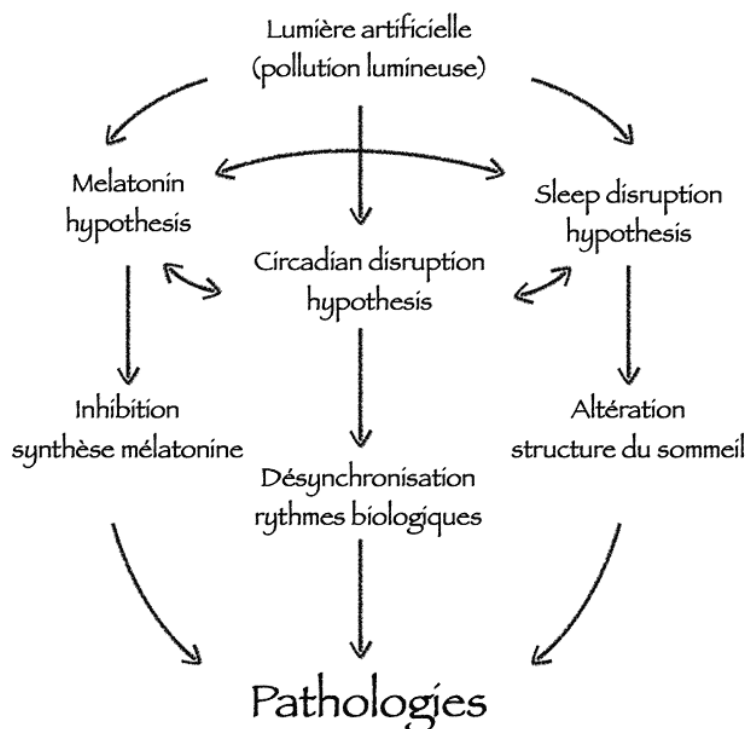 Lumière artificielle
(pollution lumineuse)
Melatonin
hypothesis
Sleep disruption
hypothesis
Circadian disruption
hypothesis
Inhibition
synthèse mélatonine
Altération
structure du sommeil
Désynchronisation
rythmes biologiques
Pathologies